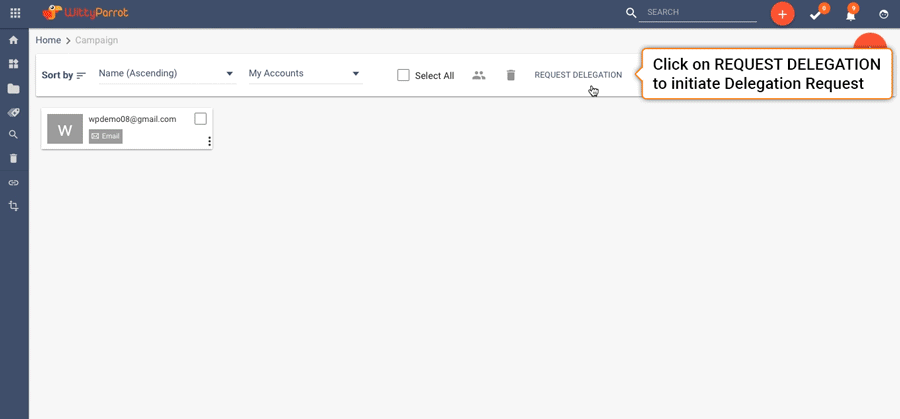 WittyParrot
SEARCH
6
9
Home > Campaign
Sort by
Name (Ascending)
My Accounts
Select All
REQUEST DELEGATION
Click on REQUEST DELEGATION
to initiate Delegation Request
W
wpdemo08@gmail.com
Email